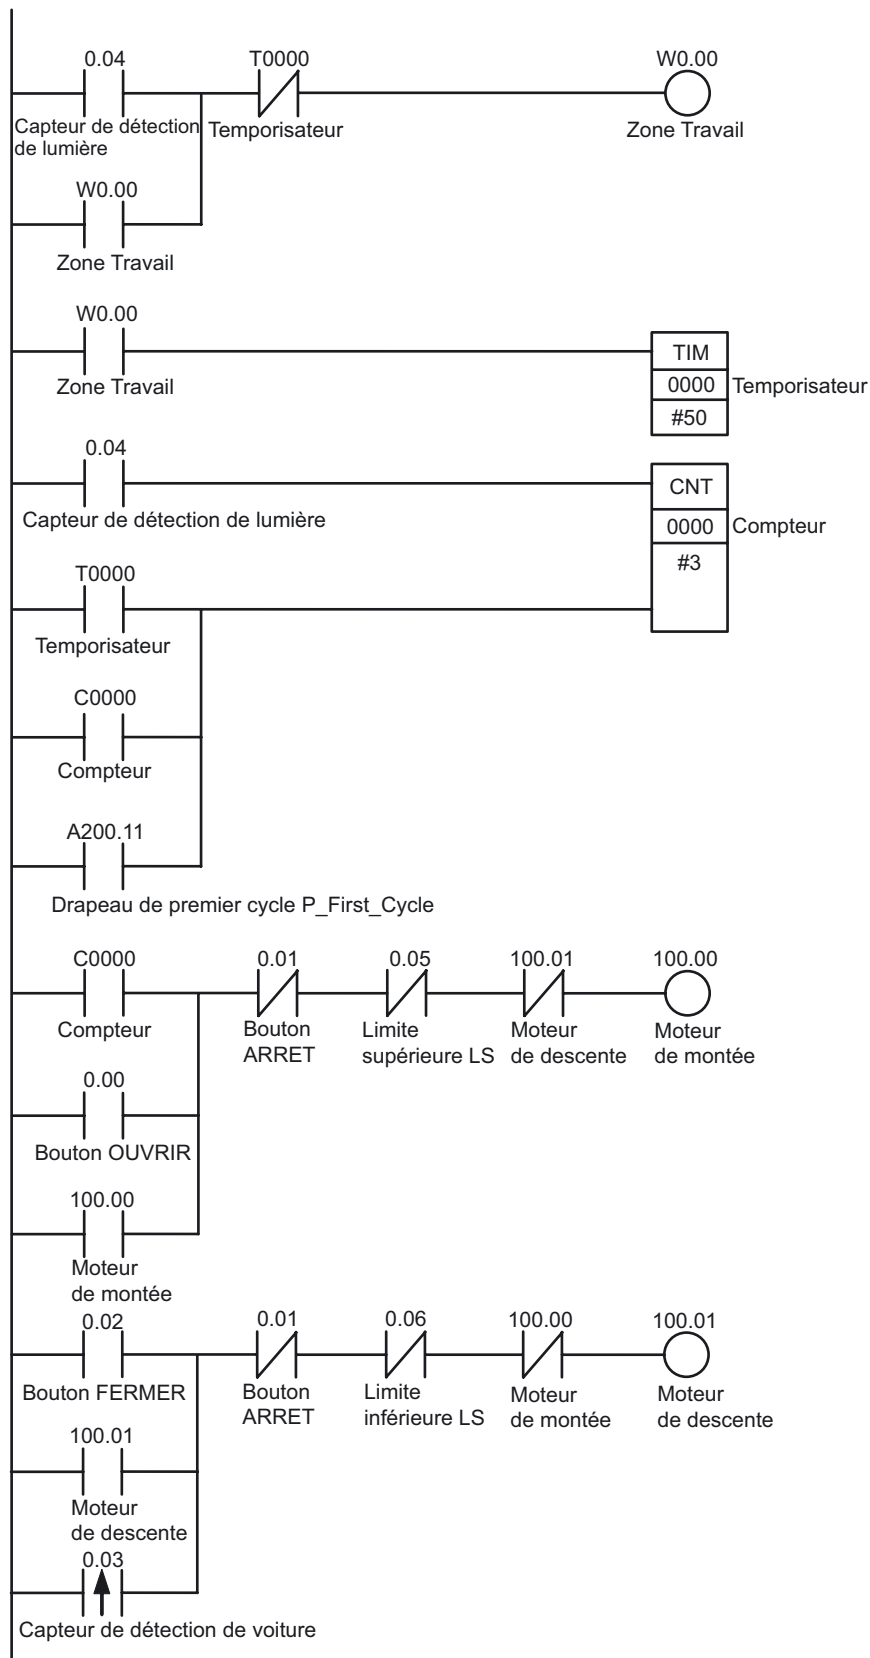 0.04
T0000
W0.00
Capteur de détection
de lumière
Temporisateur
Zone Travail
W0.00
Zone Travail
W0.00
Zone Travail
TIM
0000
Temporisateur
#50
0.04
Capteur de détection de lumière
CNT
0000
Compteur
#3
T0000
Temporisateur
C0000
Compteur
A200.11
Drapeau de premier cycle P_First_Cycle
C0000
0.01
0.05
100.01
100.00
Compteur
Bouton
ARRET
Limite
supérieure LS
Moteur
de descente
Moteur
de montée
0.00
Bouton OUVRIR
100.00
Moteur
de montée
0.02
0.01
0.06
100.00
100.01
Bouton FERMER
Bouton
ARRET
Limite
inférieure LS
Moteur
de montée
Moteur
de descente
100.01
Moteur
de descente
0.03
Capteur de détection de voiture